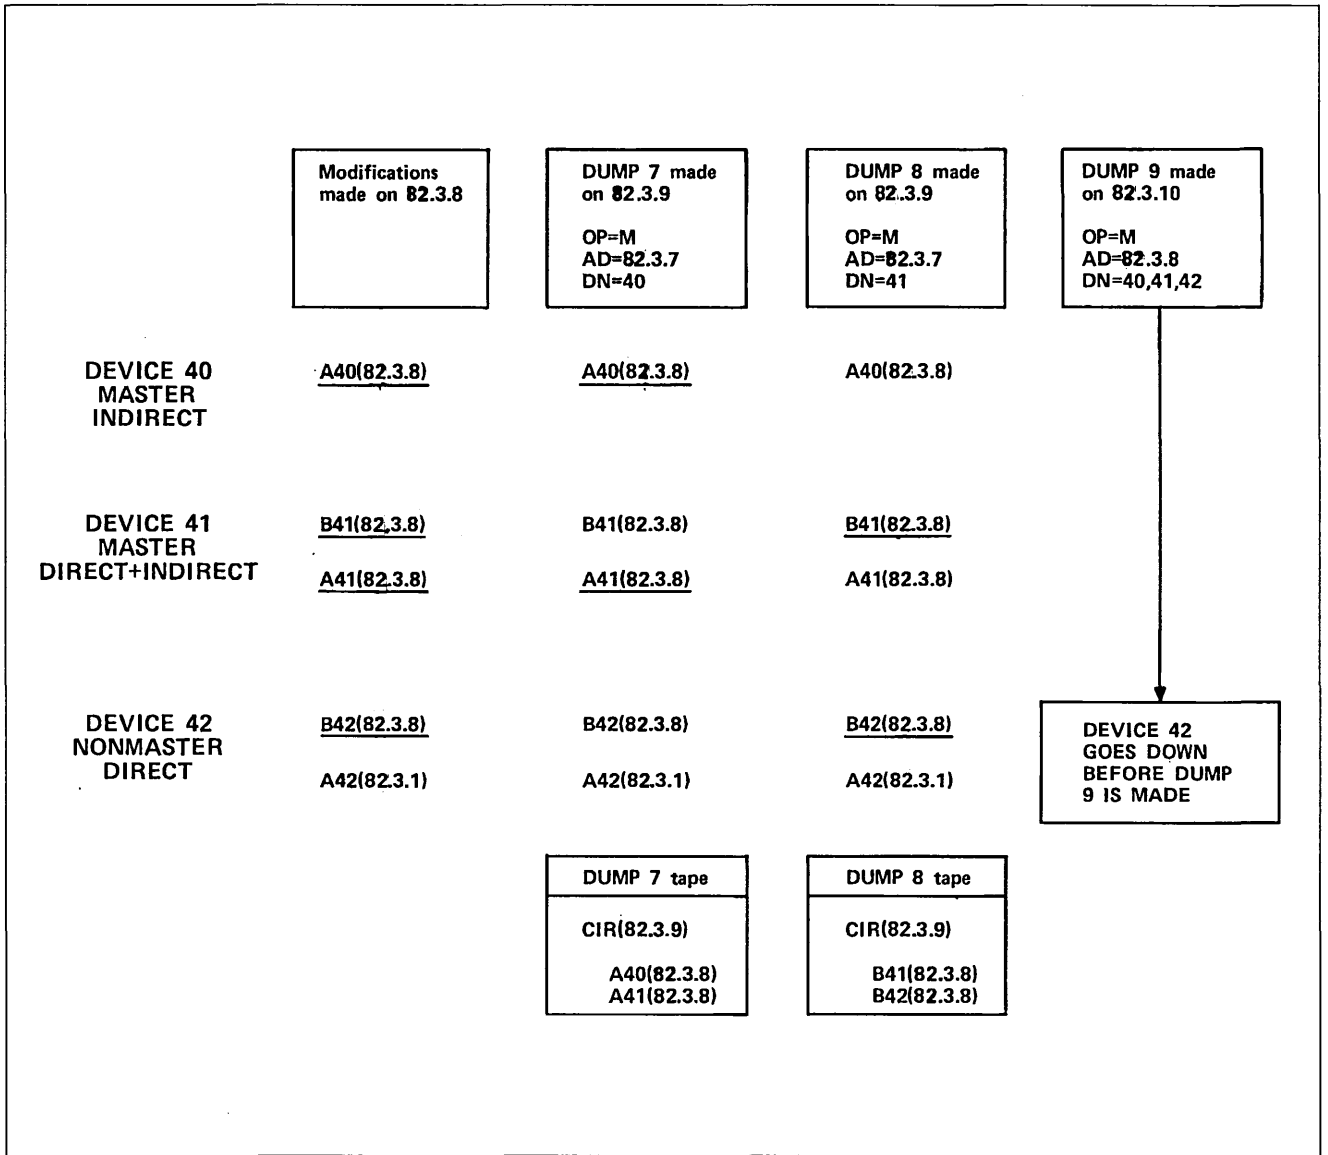 Modifications
made on 82.3.8
DUMP 7 made
on 82.3.9
OP=M
AD=82.3.7
DN=40
DUMP 8 made
on 82.3.9
OP=M
AD=82.3.7
DN=41
DUMP 9 made
on 82.3.10
OP=M
AD=82.3.8
DN=40,41,42
DEVICE 40
MASTER
INDIRECT
A40(82.3.8)
A40(82.3.8)
A40(82.3.8)
DEVICE 41
MASTER
DIRECT+INDIRECT
B41(82.3.8)
B41(82.3.8)
B41(82.3.8)
A41(82.3.8)
A41(82.3.8)
A41(82.3.8)
DEVICE 42
NONMASTER
DIRECT
B42(82.3.8)
B42(82.3.8)
B42(82.3.8)
A42(82.3.1)
A42(82.3.1)
A42(82.3.1)
DEVICE 42
GOES DOWN
BEFORE DUMP
9 IS MADE
DUMP 7 tape
CIR(82.3.9)
A40(82.3.8)
A41(82.3.8)
DUMP 8 tape
CIR(82.3.9)
B41(82.3.8)
B42(82.3.8)